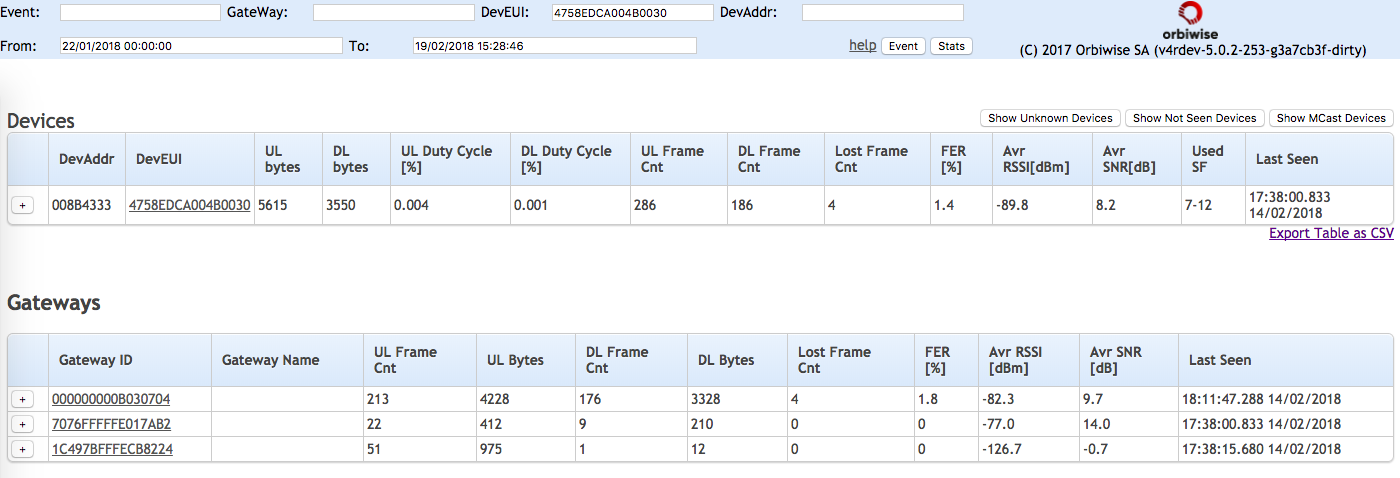 Event: GateWay: DevEUI: 4758EDCA004B0030 DevAddr:
orbiwise
From: 22/01/2018 00:00:00 To: 19/02/2018 15:28:46 help Event Stats
(C) 2017 Orbiwise SA (v4rdev-5.0.2-253-g3a7cb3f-dirty)
Devices
Show Unknown Devices Show Not Seen Devices Show MCast Devices
DevAddr DevEUI UL bytes DL bytes UL Duty Cycle [%] DL Duty Cycle [%] UL Frame Cnt DL Frame Cnt Lost Frame Cnt FER [%] Avr RSSI[dBm] Avr SNR[dB] Used SF Last Seen
+ 008B4333 4758EDCA004B0030 5615 3550 0.004 0.001 286 186 4 1.4 -89.8 8.2 7-12 17:38:00.833 14/02/2018
Export Table as CSV
Gateways
Gateway ID Gateway Name UL Frame Cnt UL Bytes DL Frame Cnt DL Bytes Lost Frame Cnt FER [%] Avr RSSI [dBm] Avr SNR [dB] Last Seen
+ 000000000B030704 213 4228 176 3328 4 1.8 -82.3 9.7 18:11:47.288 14/02/2018
+ 7076FFFFFE017AB2 22 412 9 210 0 0 -77.0 14.0 17:38:00.833 14/02/2018
+ 1C497BFFFECB8224 51 975 1 12 0 0 -126.7 -0.7 17:38:15.680 14/02/2018